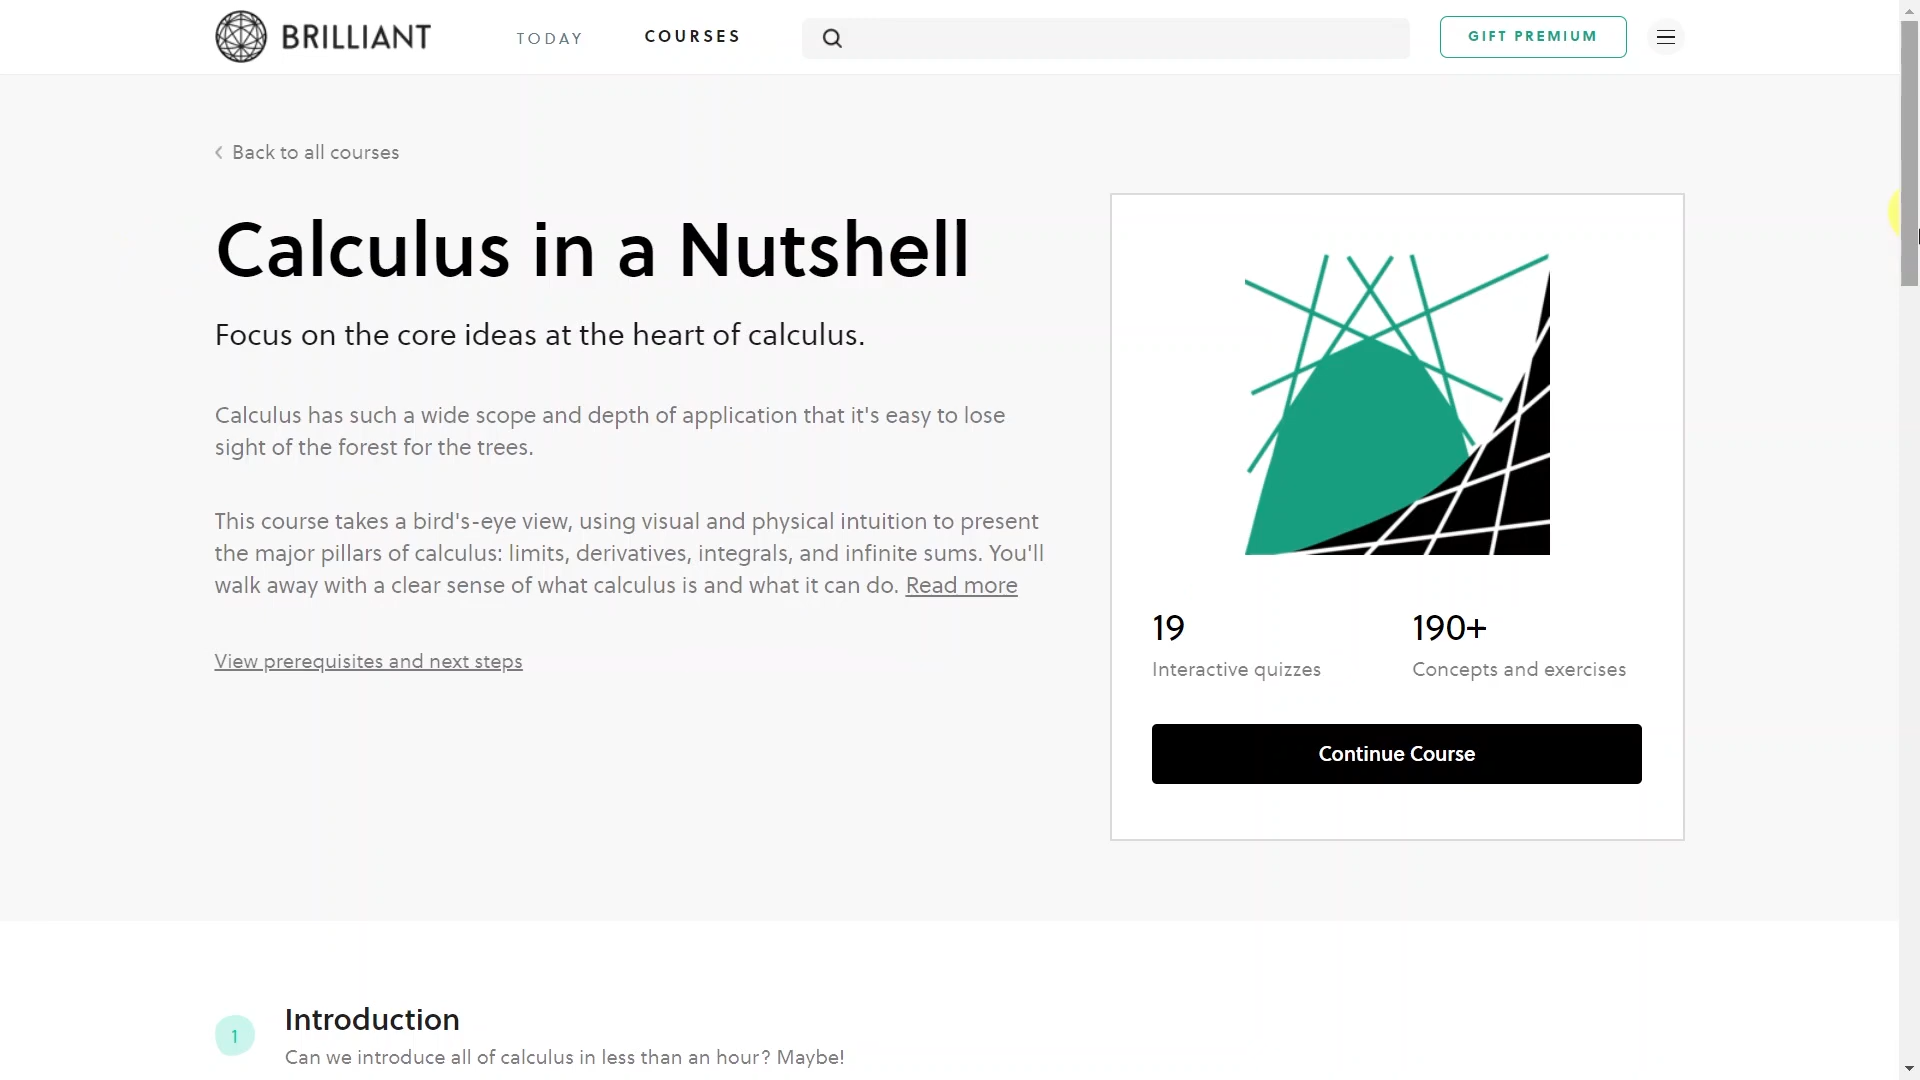 BRILLIANT
TODAY
COURSES
GIFT PREMIUM
Back to all courses
Calculus in a Nutshell
Focus on the core ideas at the heart of calculus.
Calculus has such a wide scope and depth of application that it's easy to lose
sight of the forest for the trees.
This course takes a bird's-eye view, using visual and physical intuition to present
the major pillars of calculus: limits, derivatives, integrals, and infinite sums. You'll
walk away with a clear sense of what calculus is and what it can do. Read more
View prerequisites and next steps
19
Interactive quizzes
190+
Concepts and exercises
Continue Course
1
Introduction
Can we introduce all of calculus in less than an hour? Maybe!